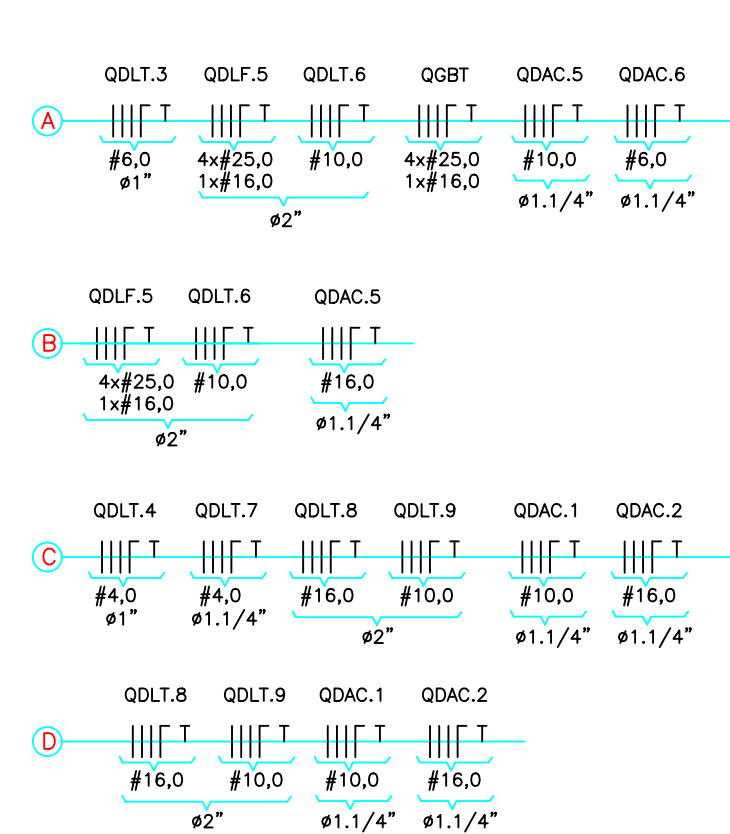 QDLT.3 QDLF.5 QDLT.6 QGBT QDAC.5 QDAC.6
A
#6,0 4x#25,0 #10,0 4x#25,0 #10,0 #6,0
ø1" 1x#16,0 1x#16,0
ø1.1/4" ø1.1/4"
ø2"
QDLF.5 QDLT.6 QDAC.5
B
4x#25,0 #10,0 #16,0
1x#16,0
ø1.1/4"
ø2"
QDLT.4 QDLT.7 QDLT.8 QDLT.9 QDAC.1 QDAC.2
C
#4,0 #4,0 #16,0 #10,0 #10,0 #16,0
ø1" ø1.1/4"
ø2" ø1.1/4" ø1.1/4"
QDLT.8 QDLT.9 QDAC.1 QDAC.2
D
#16,0 #10,0 #10,0 #16,0
ø2" ø1.1/4" ø1.1/4"